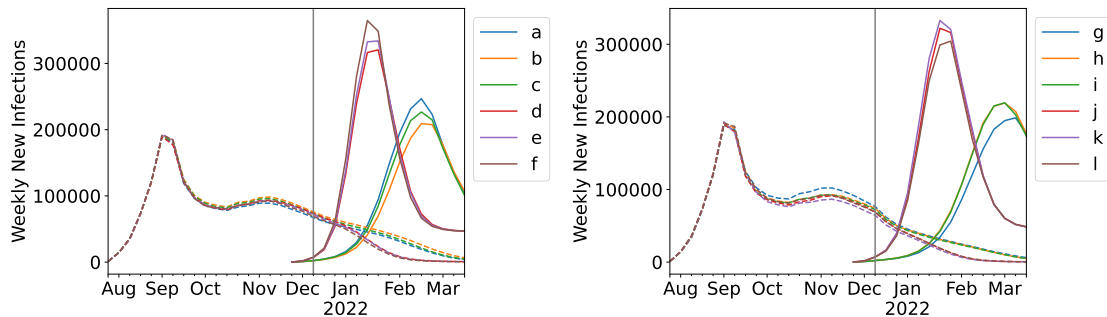 Weekly New Infections
300000
200000
100000
0
Aug Sep Oct Nov Dec Jan Feb Mar
2022
a
b
c
d
e
f
Weekly New Infections
300000
200000
100000
0
Aug Sep Oct Nov Dec Jan Feb Mar
2022
g
h
i
j
k
l